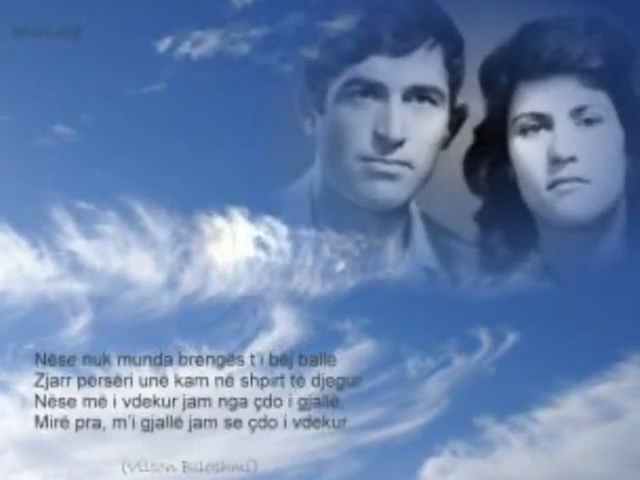 Nëse nuk munda brengës t'i bëj ballë
Zjarr përsëri unë kam në shpirt të djegur
Nëse më i vdekur jam nga çdo i gjallë,
Mirë pra, m'i gjallë jam se çdo i vdekur.
(Vilson Blloshmi)